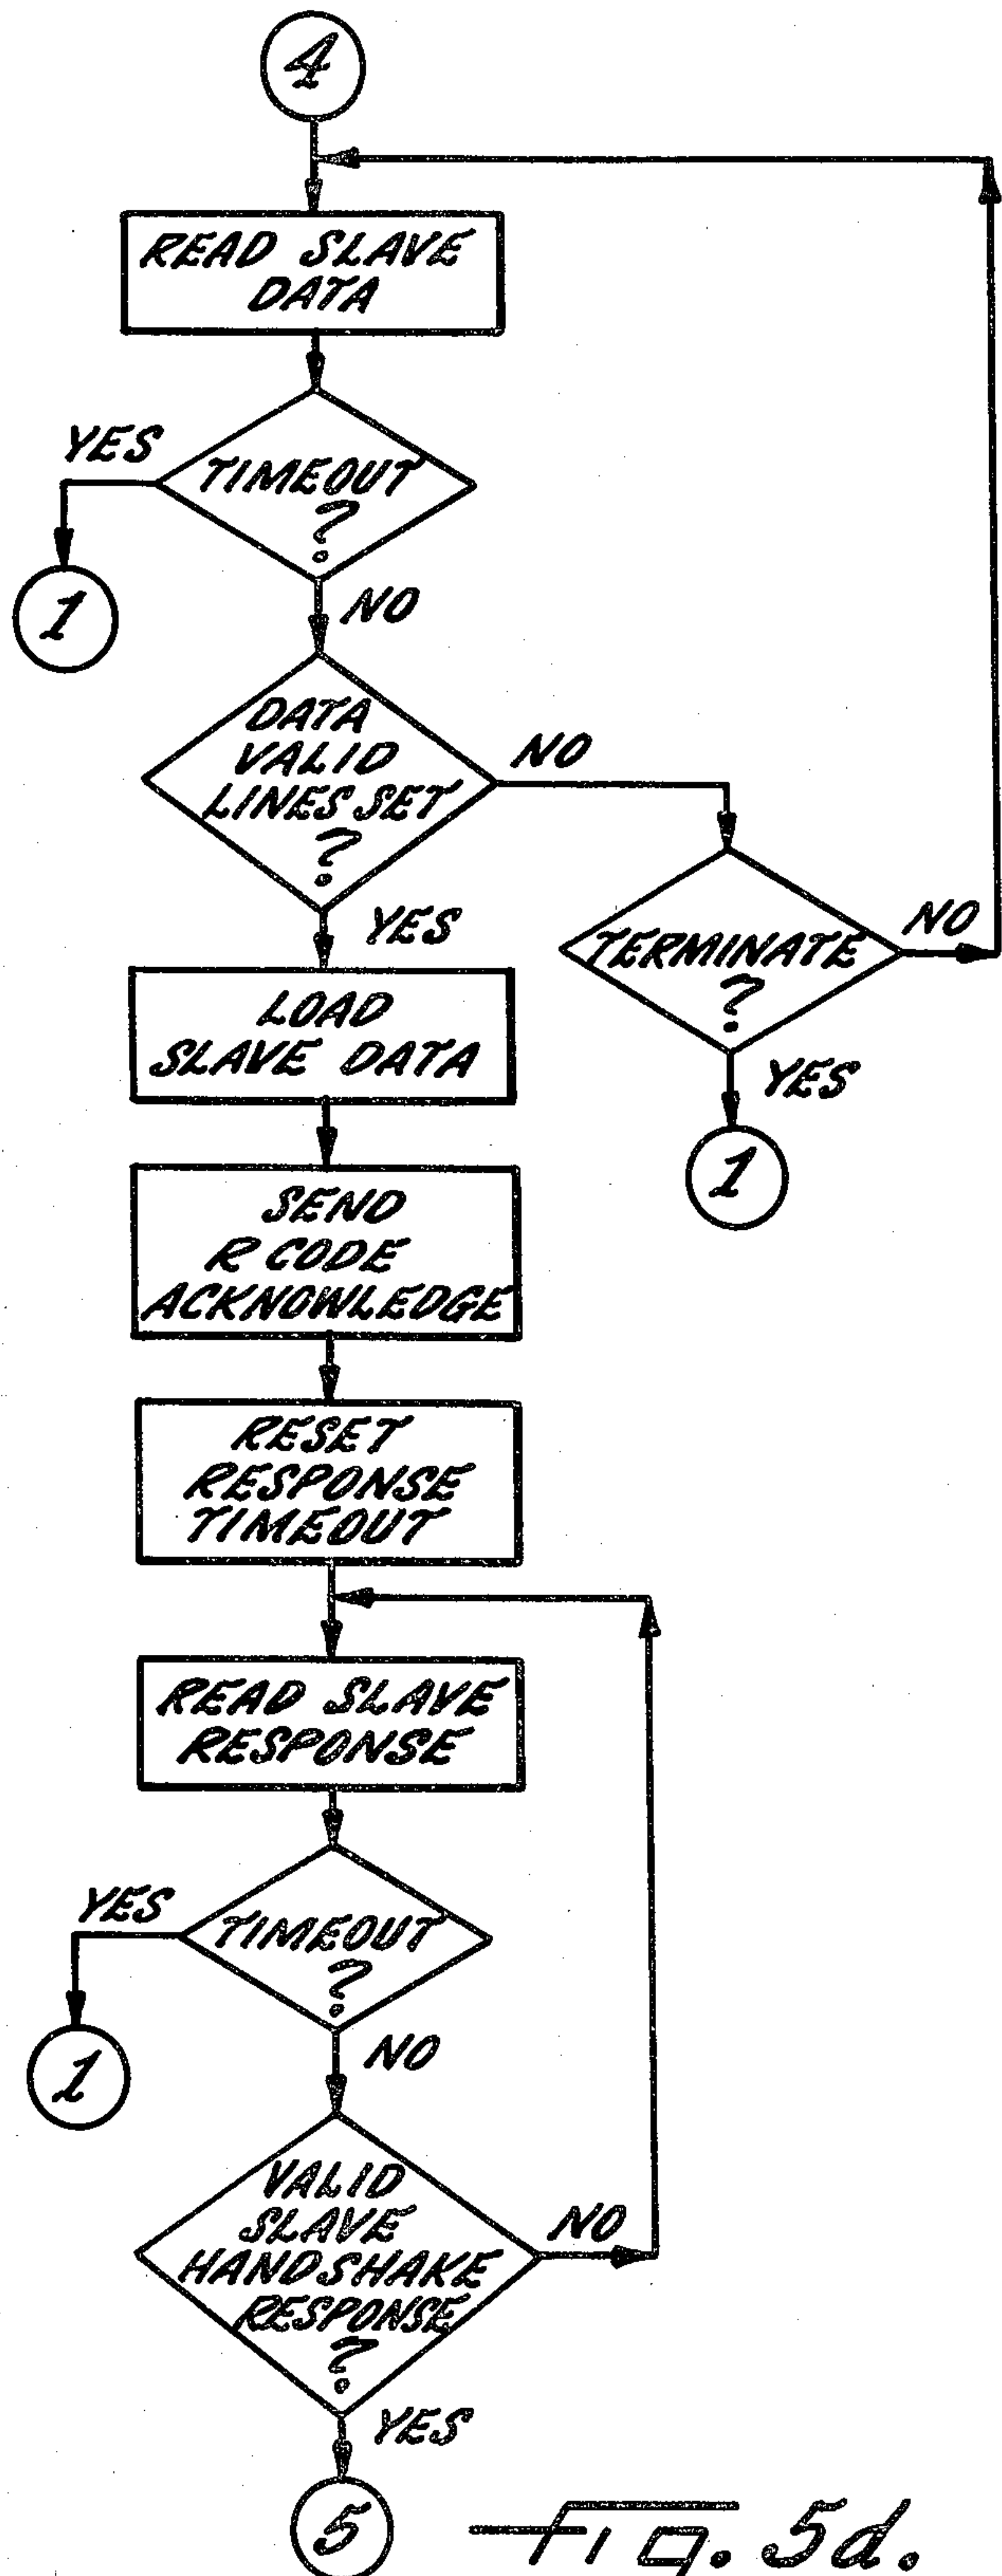 4
READ SLAVE
DATA
YES
TIMEOUT
?
NO
1
DATA
VALID
LINES SET
?
NO
YES
TERMINATE
?
NO
YES
1
LOAD
SLAVE DATA
SEND
R CODE
ACKNOWLEDGE
RESET
RESPONSE
TIMEOUT
READ SLAVE
RESPONSE
YES
TIMEOUT
?
NO
1
VALID
SLAVE
HANDSHAKE
RESPONSE
?
NO
YES
5
FIG. 5d.